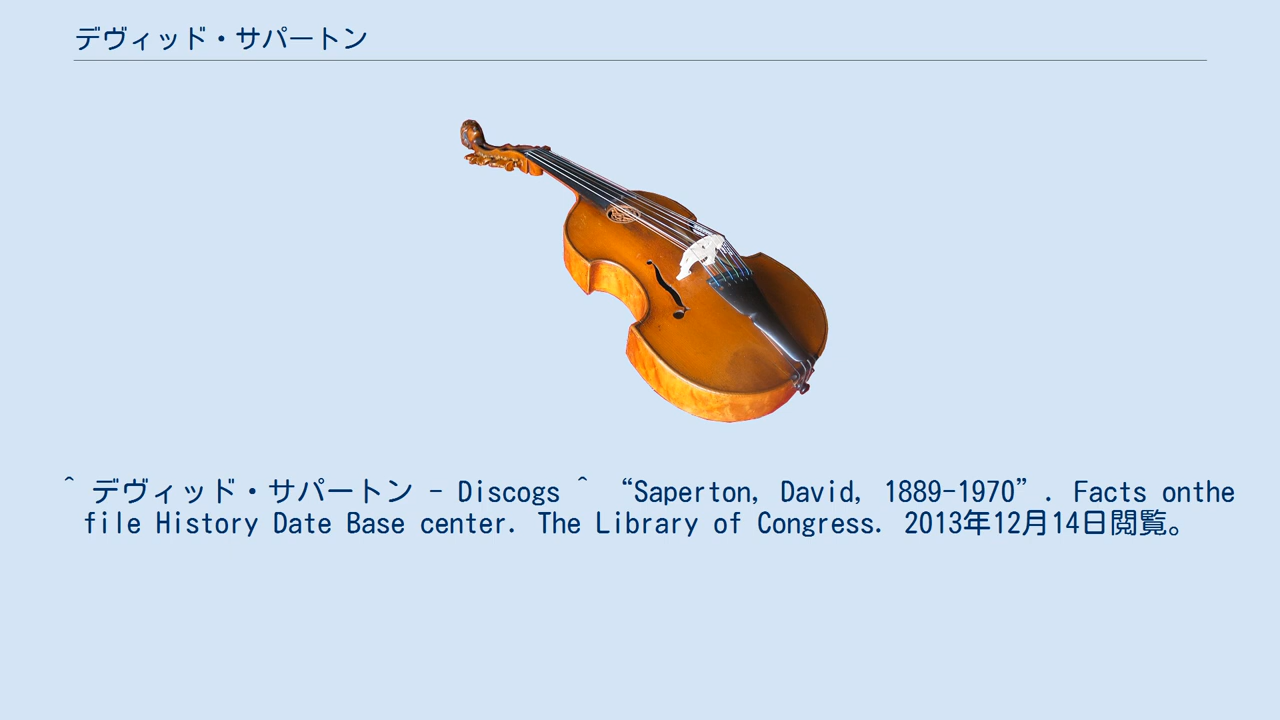 デヴィッド・サパートン
^ デヴィッド・サパートン - Discogs ^ “Saperton, David, 1889-1970”. Facts onthe
file History Date Base center. The Library of Congress. 2013年12月14日閲覧。